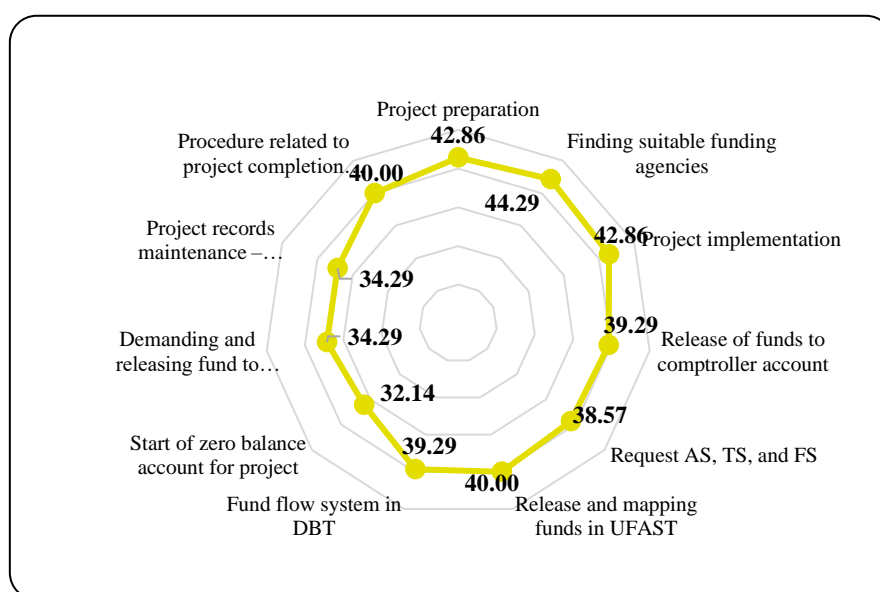 Project preparation
42.86
Finding suitable funding
agencies
44.29
Project implementation
42.86
Release of funds to
comptroller account
39.29
Request AS, TS, and FS
38.57
Release and mapping
funds in UFAST
40.00
Fund flow system in
DBT
39.29
Start of zero balance
account for project
32.14
Demanding and
releasing fund to…
34.29
Project records
maintenance –…
34.29
Procedure related to
project completion…
40.00